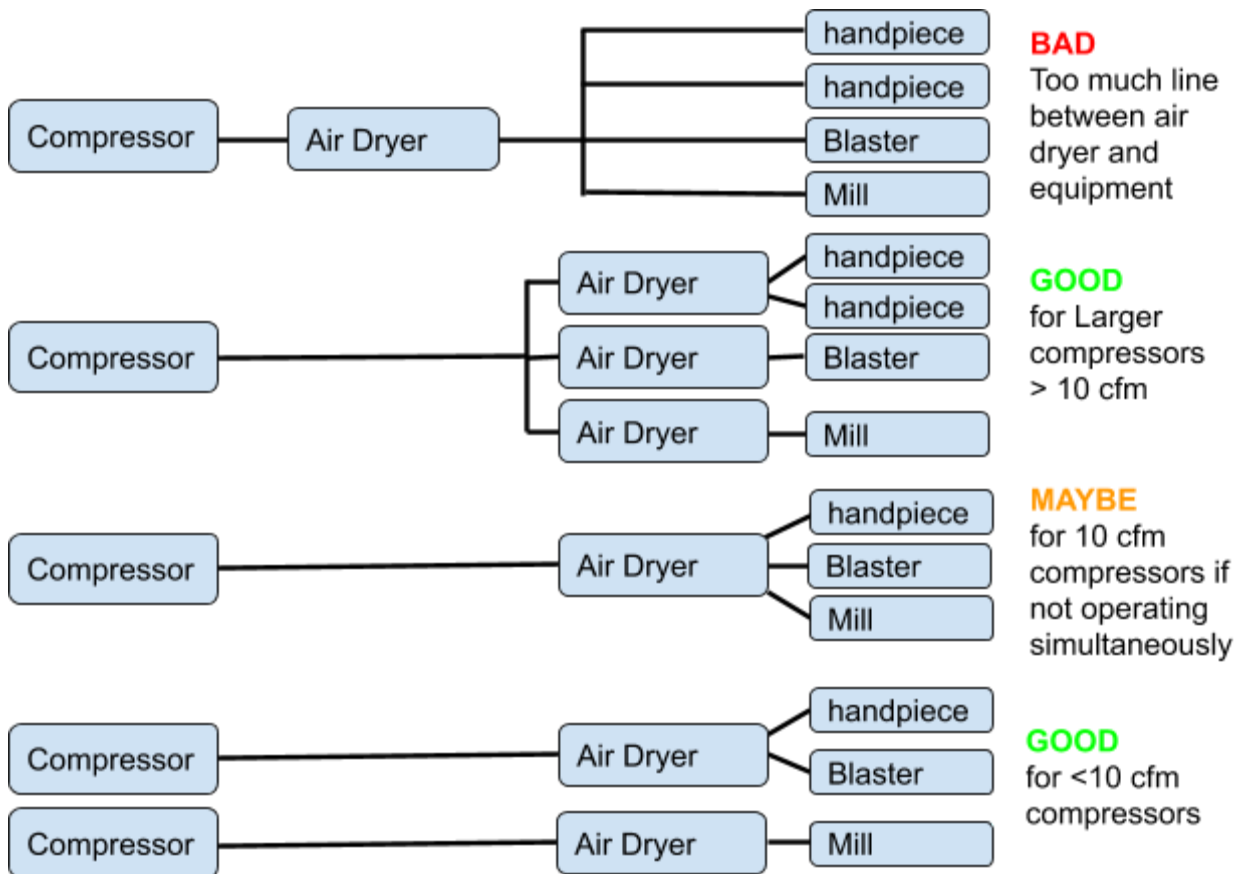 handpiece
handpiece
Compressor
Air Dryer
Blaster
Mill
BAD
Too much line
between air
dryer and
equipment
handpiece
Air Dryer
handpiece
Compressor
Air Dryer
Blaster
Air Dryer
Mill
GOOD
for Larger
compressors
> 10 cfm
handpiece
Compressor
Air Dryer
Blaster
Mill
MAYBE
for 10 cfm
compressors if
not operating
simultaneously
handpiece
Compressor
Air Dryer
Blaster
Compressor
Air Dryer
Mill
GOOD
for <10 cfm
compressors